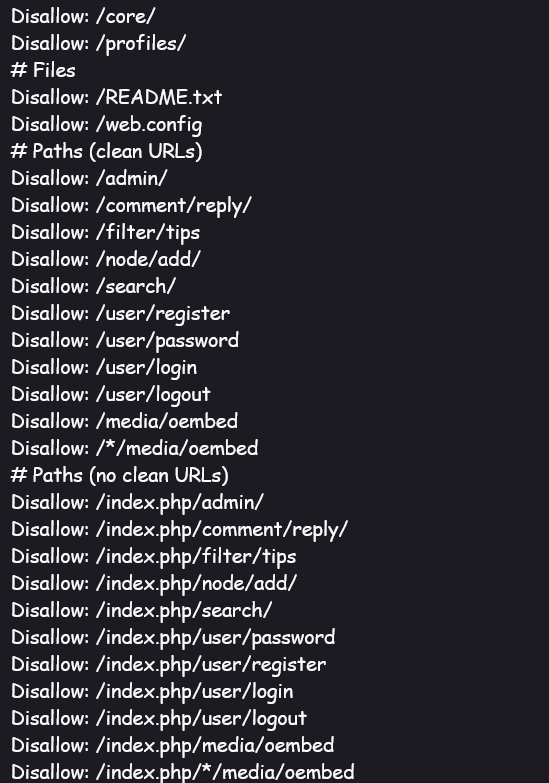 Disallow: /core/
Disallow: /profiles/
# Files
Disallow: /README.txt
Disallow: /web.config
# Paths (clean URLs)
Disallow: /admin/
Disallow: /comment/reply/
Disallow: /filter/tips
Disallow: /node/add/
Disallow: /search/
Disallow: /user/register
Disallow: /user/password
Disallow: /user/login
Disallow: /user/logout
Disallow: /media/oembed
Disallow: /*/media/oembed
# Paths (no clean URLs)
Disallow: /index.php/admin/
Disallow: /index.php/comment/reply/
Disallow: /index.php/filter/tips
Disallow: /index.php/node/add/
Disallow: /index.php/search/
Disallow: /index.php/user/password
Disallow: /index.php/user/register
Disallow: /index.php/user/login
Disallow: /index.php/user/logout
Disallow: /index.php/media/oembed
Disallow: /index.php/*/media/oembed